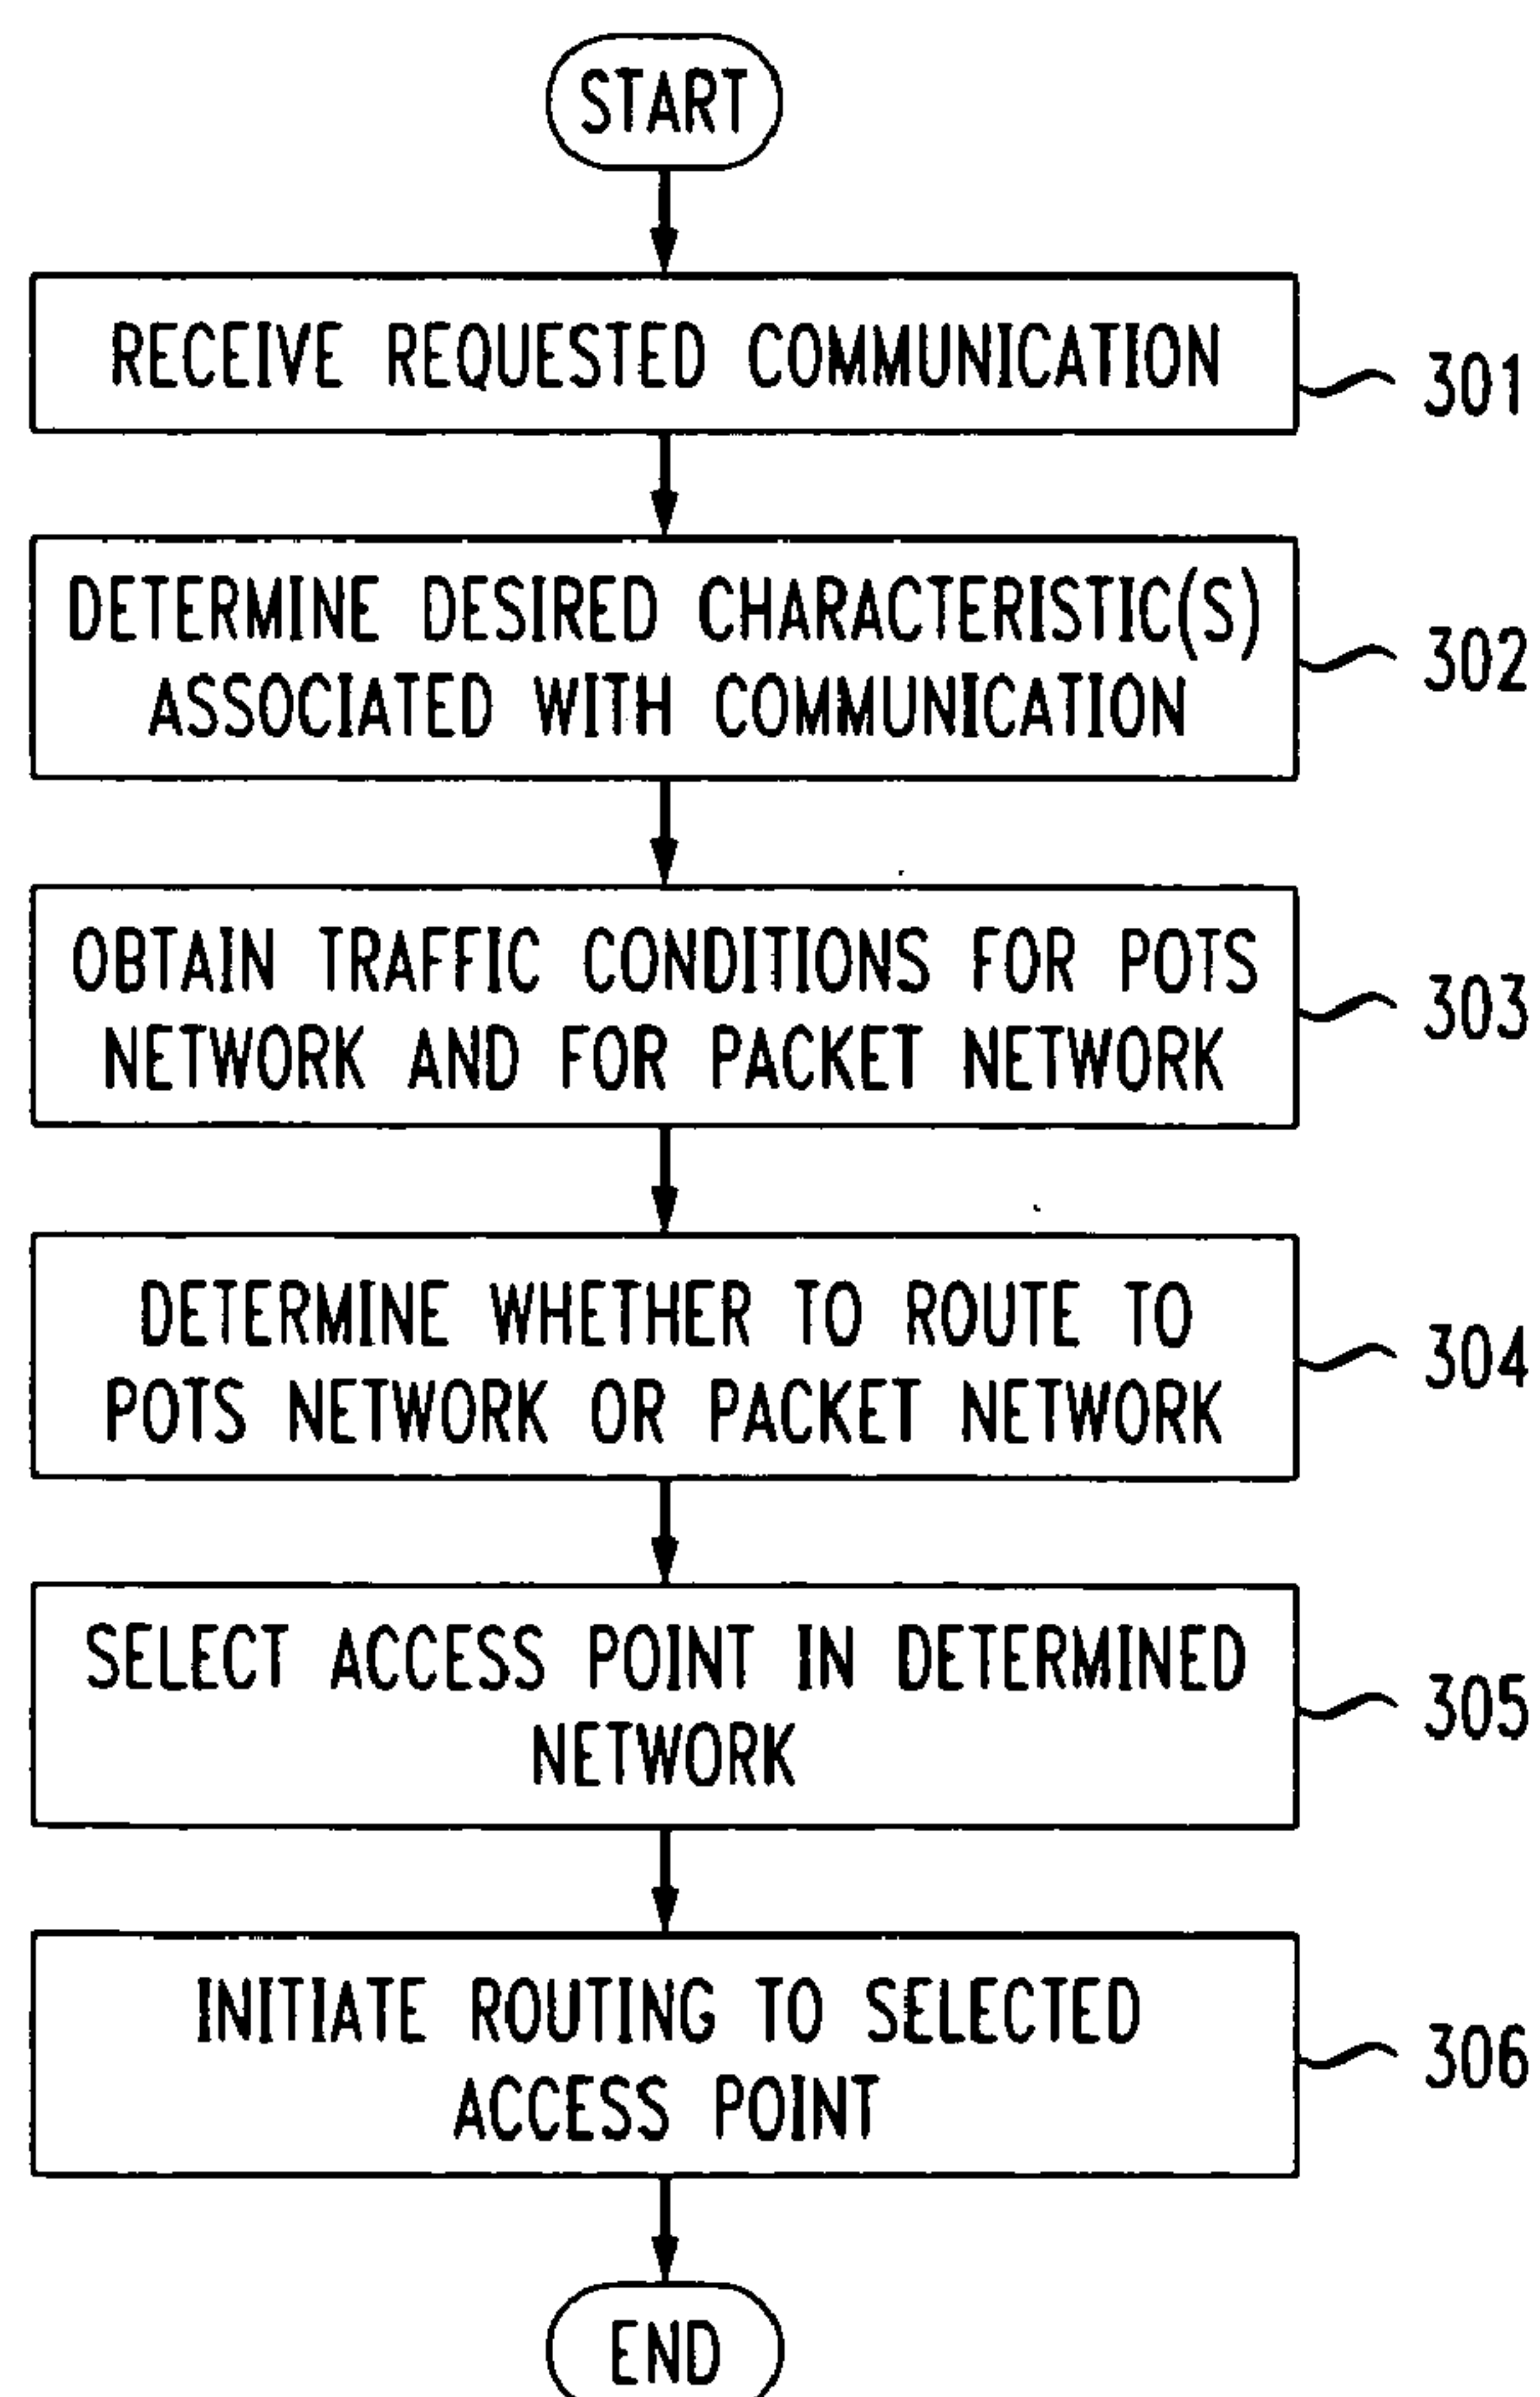 START
RECEIVE REQUESTED COMMUNICATION
301
DETERMINE DESIRED CHARACTERISTIC(S)
ASSOCIATED WITH COMMUNICATION
302
OBTAIN TRAFFIC CONDITIONS FOR POTS
NETWORK AND FOR PACKET NETWORK
303
DETERMINE WHETHER TO ROUTE TO
POTS NETWORK OR PACKET NETWORK
304
SELECT ACCESS POINT IN DETERMINED
NETWORK
305
INITIATE ROUTING TO SELECTED
ACCESS POINT
306
END